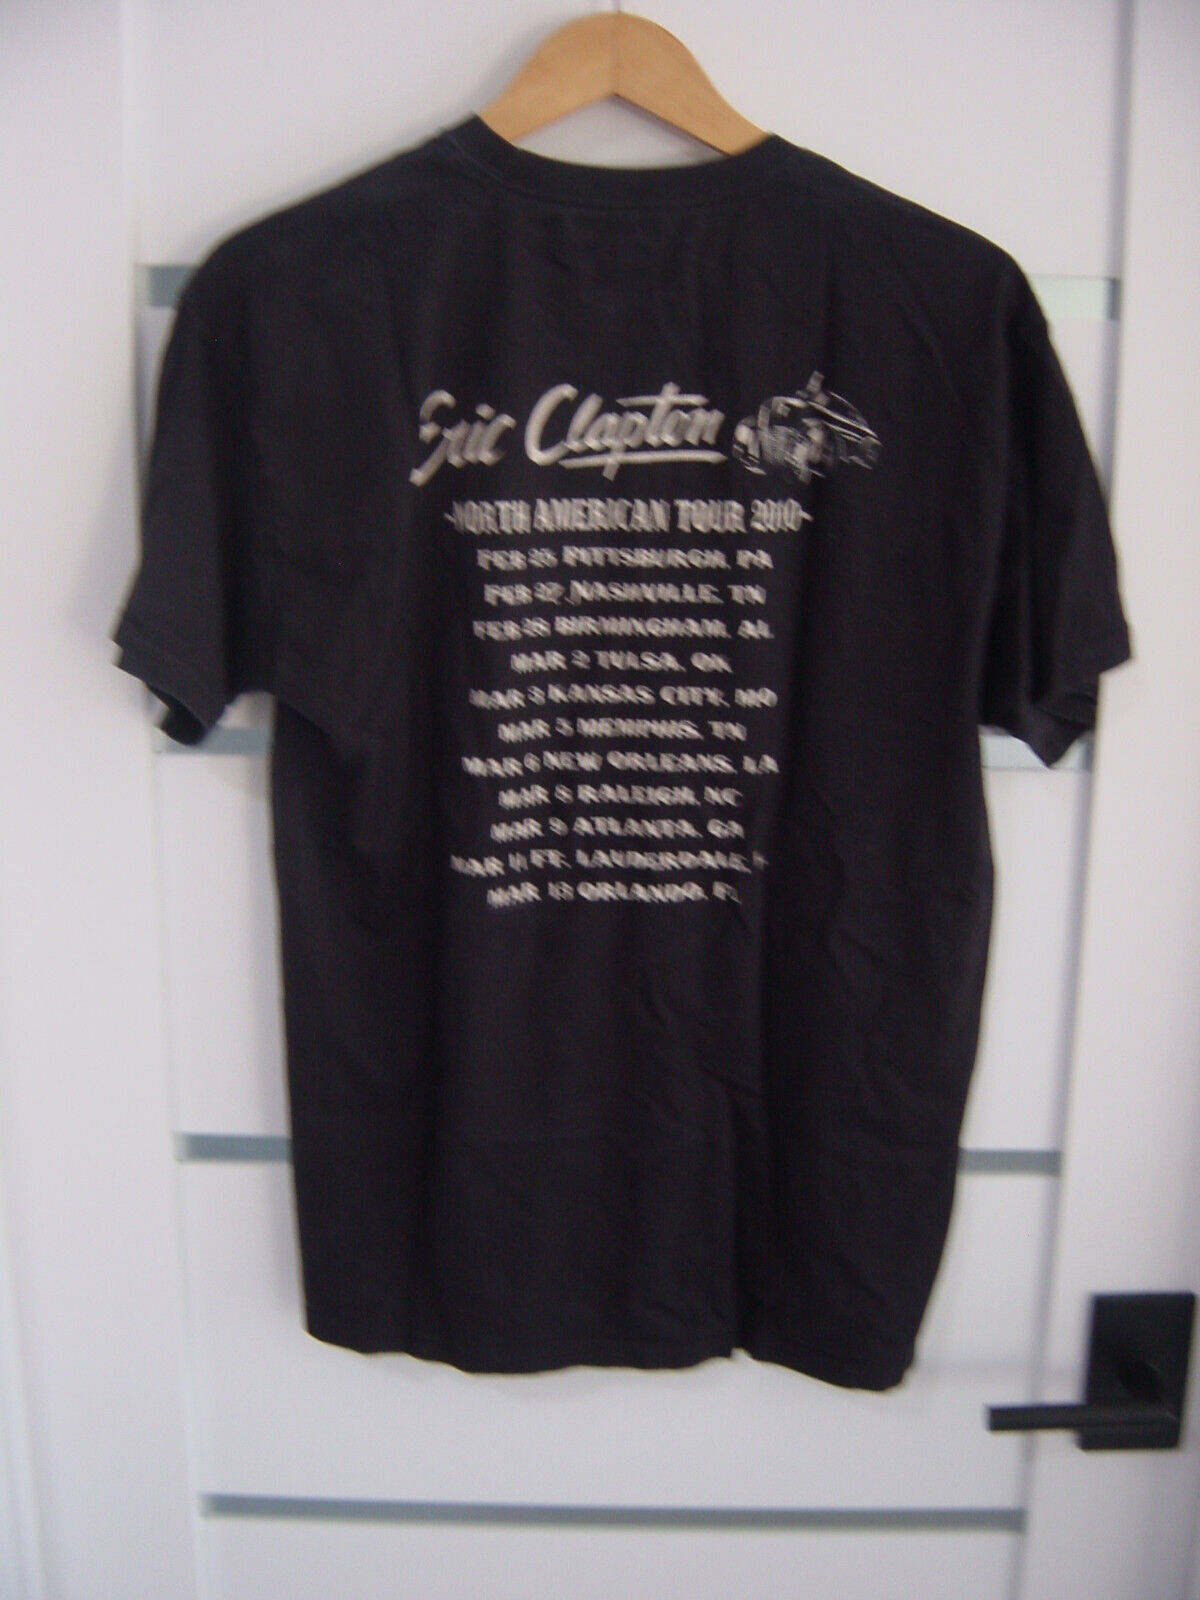 Eric Clapton
~NORTH AMERICAN TOUR 2010~
FEB 25 PITTSBURGH, PA
FEB 27 NASHVILLE, TN
FEB 28 BIRMINGHAM, AL
MAR 2 TULSA, OK
MAR 3 KANSAS CITY, MO
MAR 5 MEMPHIS, TN
MAR 6 NEW ORLEANS, LA
MAR 8 RALEIGH, NC
MAR 9 ATLANTA, GA
MAR 11 FT. LAUDERDALE,
MAR 13 ORLANDO, FL